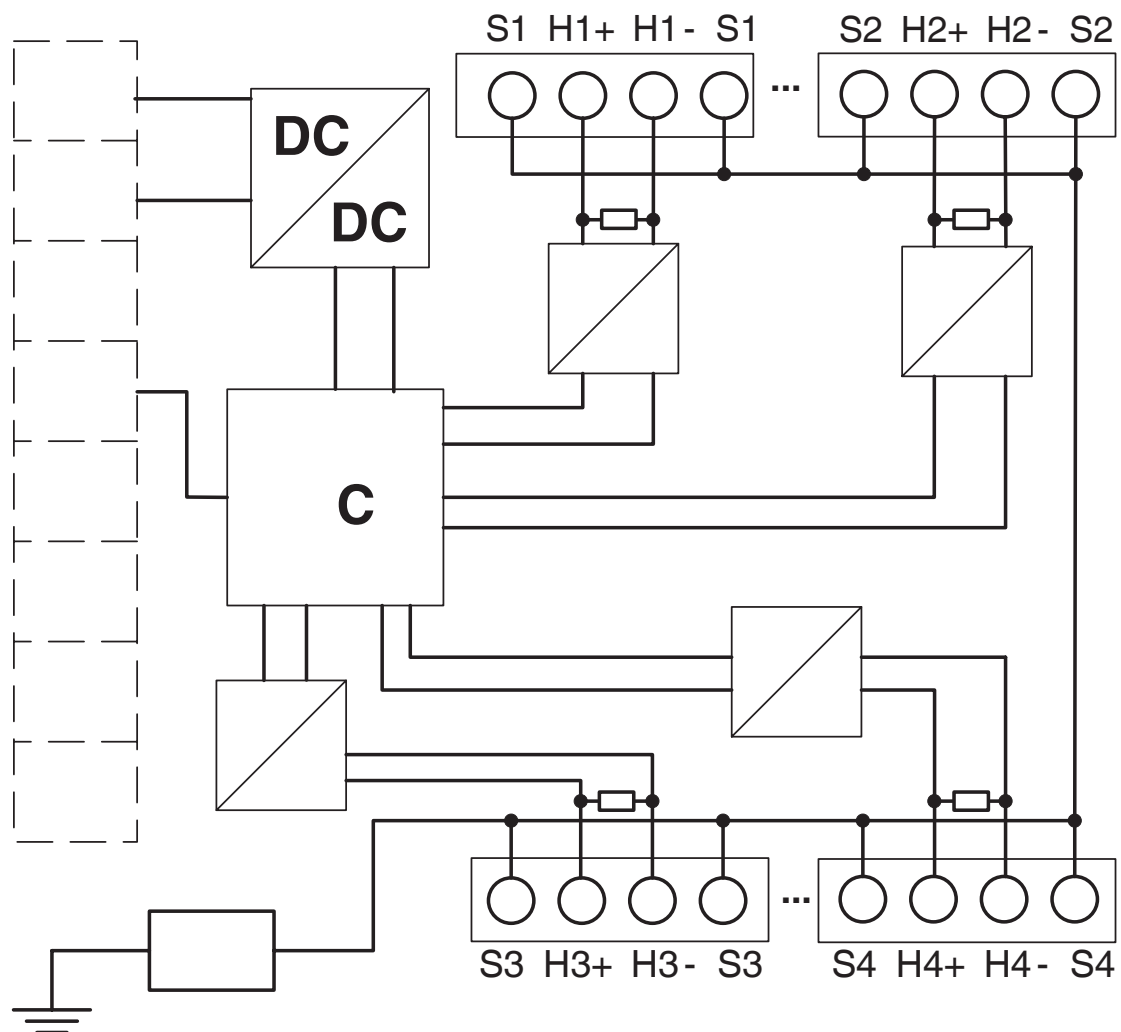 S1 H1+ H1- S1 S2 H2+ H2- S2
... 
DC
DC
C
...
S3 H3+ H3- S3 S4 H4+ H4- S4